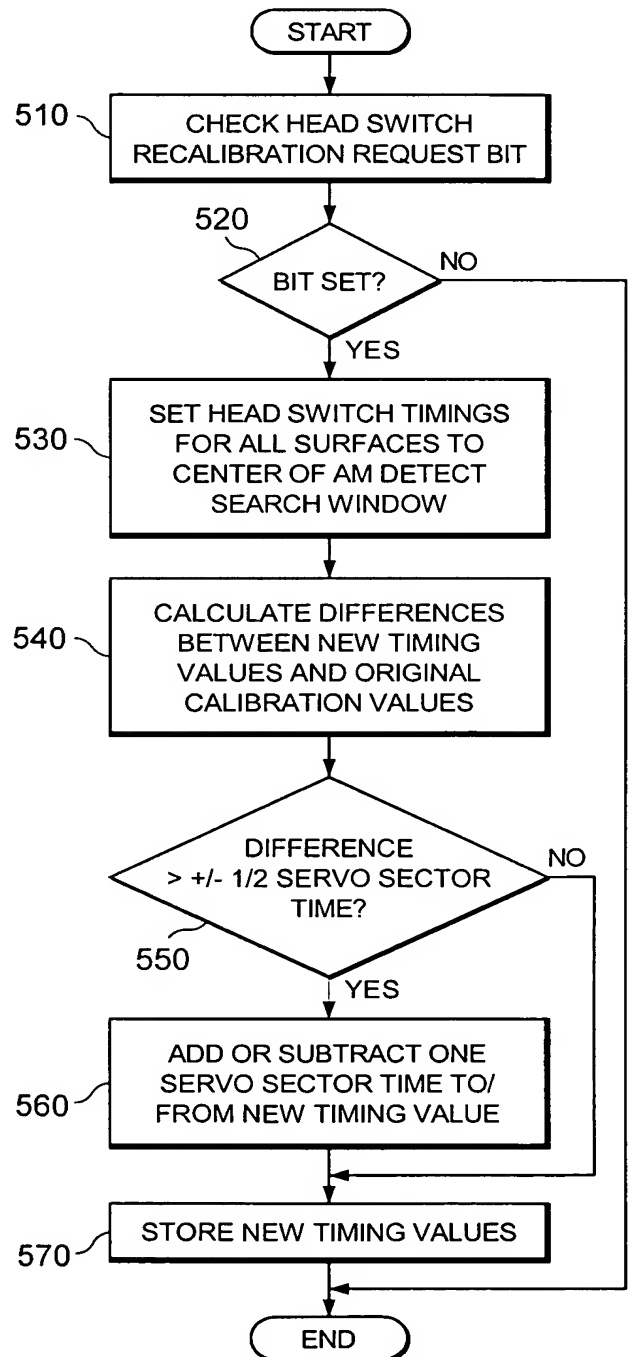 START
510
CHECK HEAD SWITCH
RECALIBRATION REQUEST BIT
520
NO
BIT SET?
YES
530
SET HEAD SWITCH TIMINGS
FOR ALL SURFACES TO
CENTER OF AM DETECT
SEARCH WINDOW
540
CALCULATE DIFFERENCES
BETWEEN NEW TIMING
VALUES AND ORIGINAL
CALIBRATION VALUES
DIFFERENCE
> +/- 1/2 SERVO SECTOR
TIME?
NO
550
YES
560
ADD OR SUBTRACT ONE
SERVO SECTOR TIME TO/
FROM NEW TIMING VALUE
570
STORE NEW TIMING VALUES
END